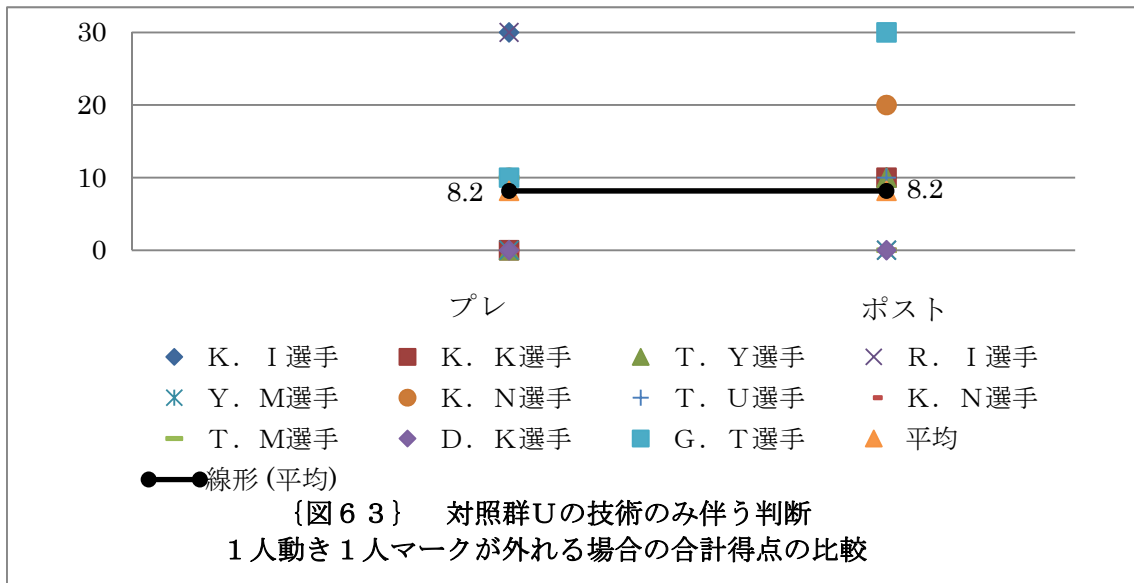 30
20
10
0
8.2
8.2
プレ
ポスト
K．I選手
K．K選手
T．Y選手
R．I選手
Y．M選手
K．N選手
T．U選手
K．N選手
T．M選手
D．K選手
G．T選手
平均
線形 (平均)
{図６３}　対照群Uの技術のみ伴う判断
１人動き１人マークが外れる場合の合計得点の比較